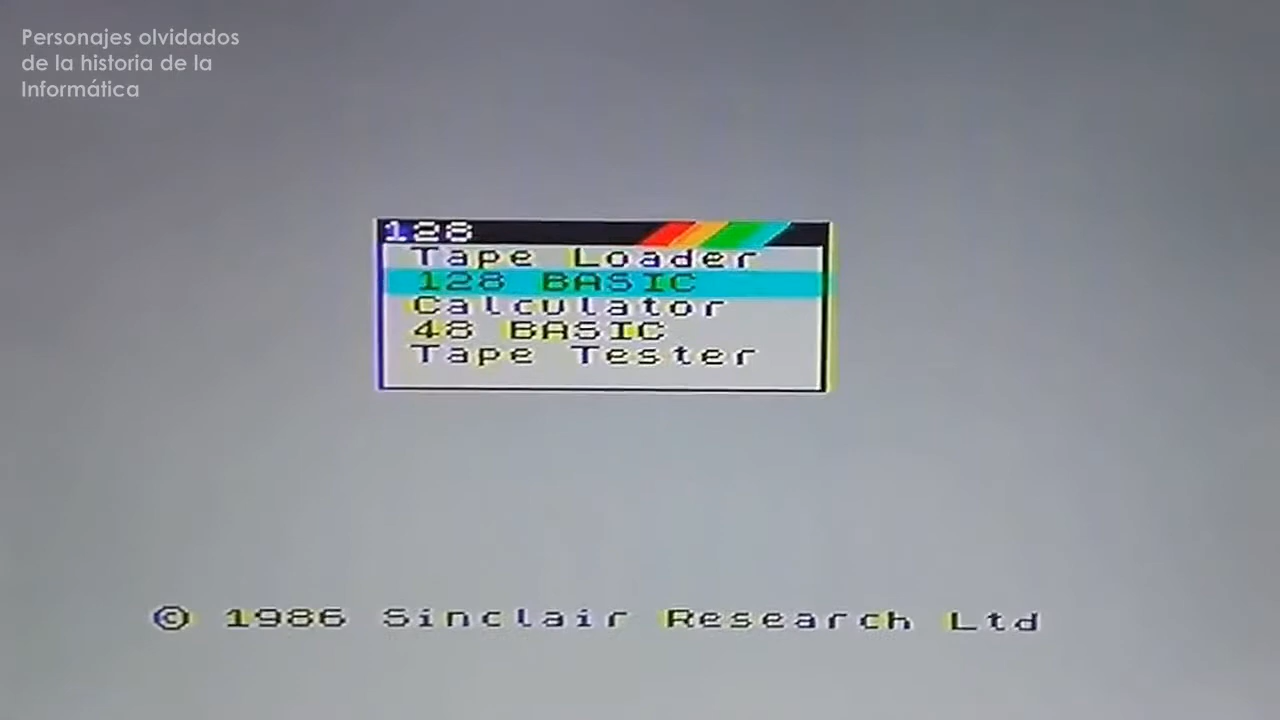 Personajes olvidados
de la historia de la
Informática
128
Tape Loader
128 BASIC
Calculator
48 BASIC
Tape Tester
© 1986 Sinclair Research Ltd